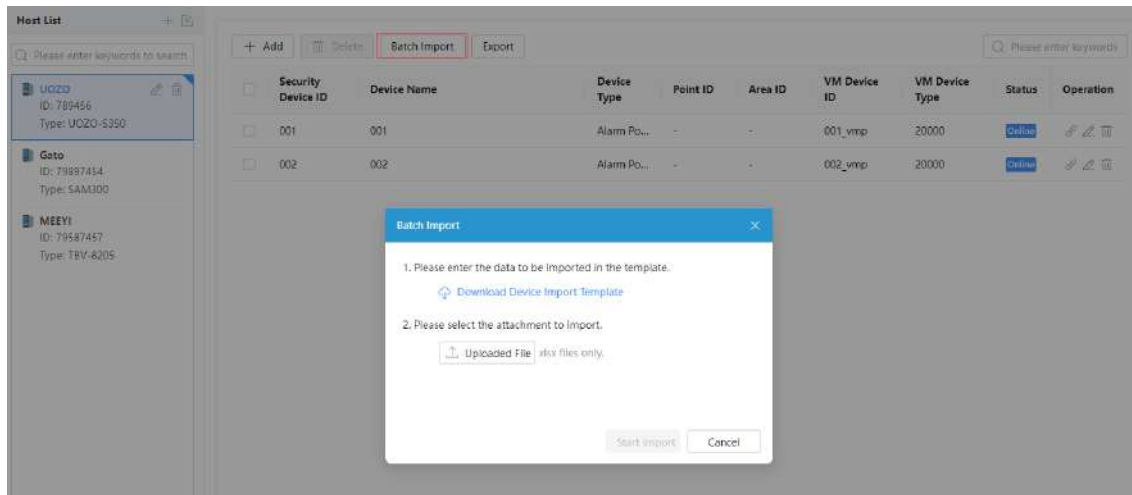 Host List
Please enter keywords to search
UOZO
ID: 789456
Type: UOZO-S350
Gato
ID: 79897454
Type: SAM300
MEEYI
ID: 79587457
Type: TBV-8205
+ Add Delete Batch Import Export
Please enter keywords
Security Device ID Device Name Device Type Point ID Area ID VM Device ID VM Device Type Status Operation
001 001 Alarm Po... - - 001_vmp 20000 Online
002 002 Alarm Po... - - 002_vmp 20000 Online
Batch Import
1. Please enter the data to be imported in the template.
Download Device Import Template
2. Please select the attachment to import.
Uploaded File xlsx files only.
Start Import Cancel